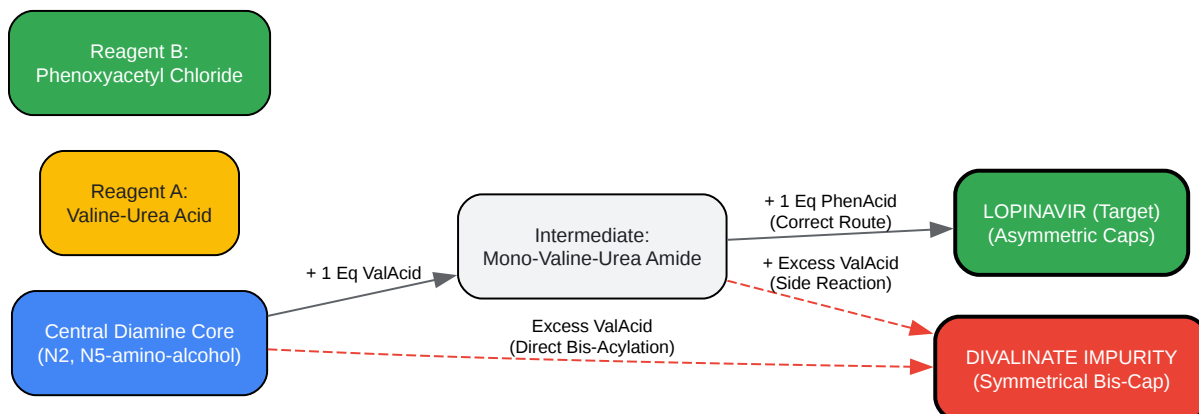 Reagent B:
Phenoxyacetyl Chloride
Reagent A:
Valine-Urea Acid
Central Diamine Core
(N2, N5-amino-alcohol)
+ 1 Eq ValAcid
Excess ValAcid
(Direct Bis-Acylation)
Intermediate:
Mono-Valine-Urea Amide
+ 1 Eq PhenAcid
(Correct Route)
+ Excess ValAcid
(Side Reaction)
LOPINAVIR (Target)
(Asymmetric Caps)
DIVALINATE IMPURITY
(Symmetrical Bis-Cap)